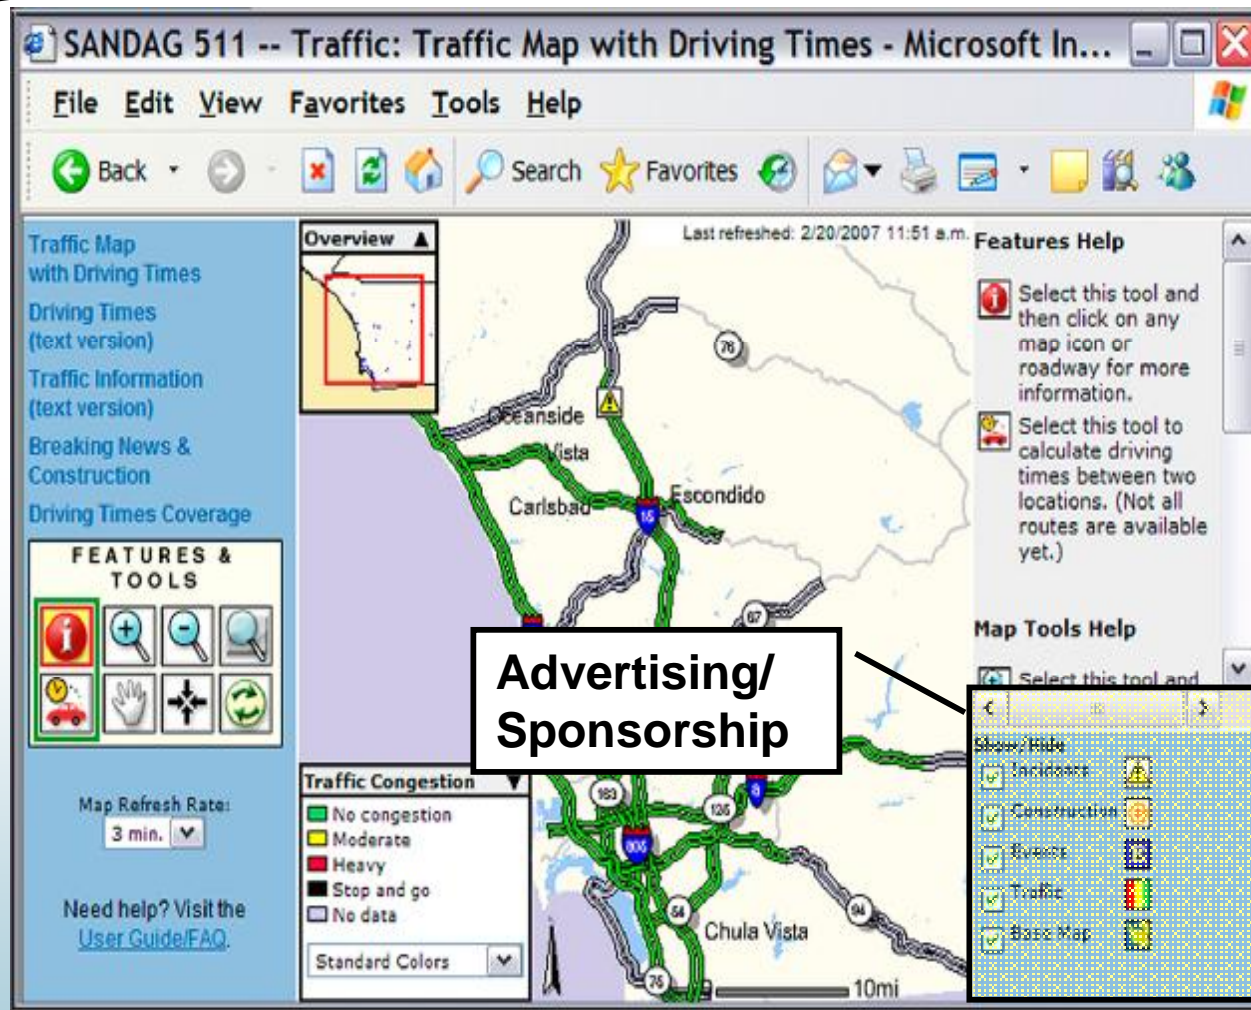 SANDAG 511 -- Traffic: Traffic Map with Driving Times - Microsoft In...
File Edit View Favorites Tools Help
Back Search Favorites
Traffic Map
with Driving Times
Driving Times
(text version)
Traffic Information
(text version)
Breaking News &
Construction
Driving Times Coverage
FEATURES &
TOOLS
Map Refresh Rate:
3 min.
Need help? Visit the
User Guide/FAQ.
Overview
Last refreshed: 2/20/2007 11:51 a.m.
76
Oceanside
Vista
Carlsbad
Escondido
15
67
Advertising/
Sponsorship
Traffic Congestion
No congestion
Moderate
Heavy
Stop and go
No data
Standard Colors
163
125
8
805
54
94
Chula Vista
75
10mi
Features Help
Select this tool and
then click on any
map icon or
roadway for more
information.
Select this tool to
calculate driving
times between two
locations. (Not all
routes are available
yet.)
Map Tools Help
Select this tool and
Show/Hide
Incidents
Construction
Events
Traffic
Base Map